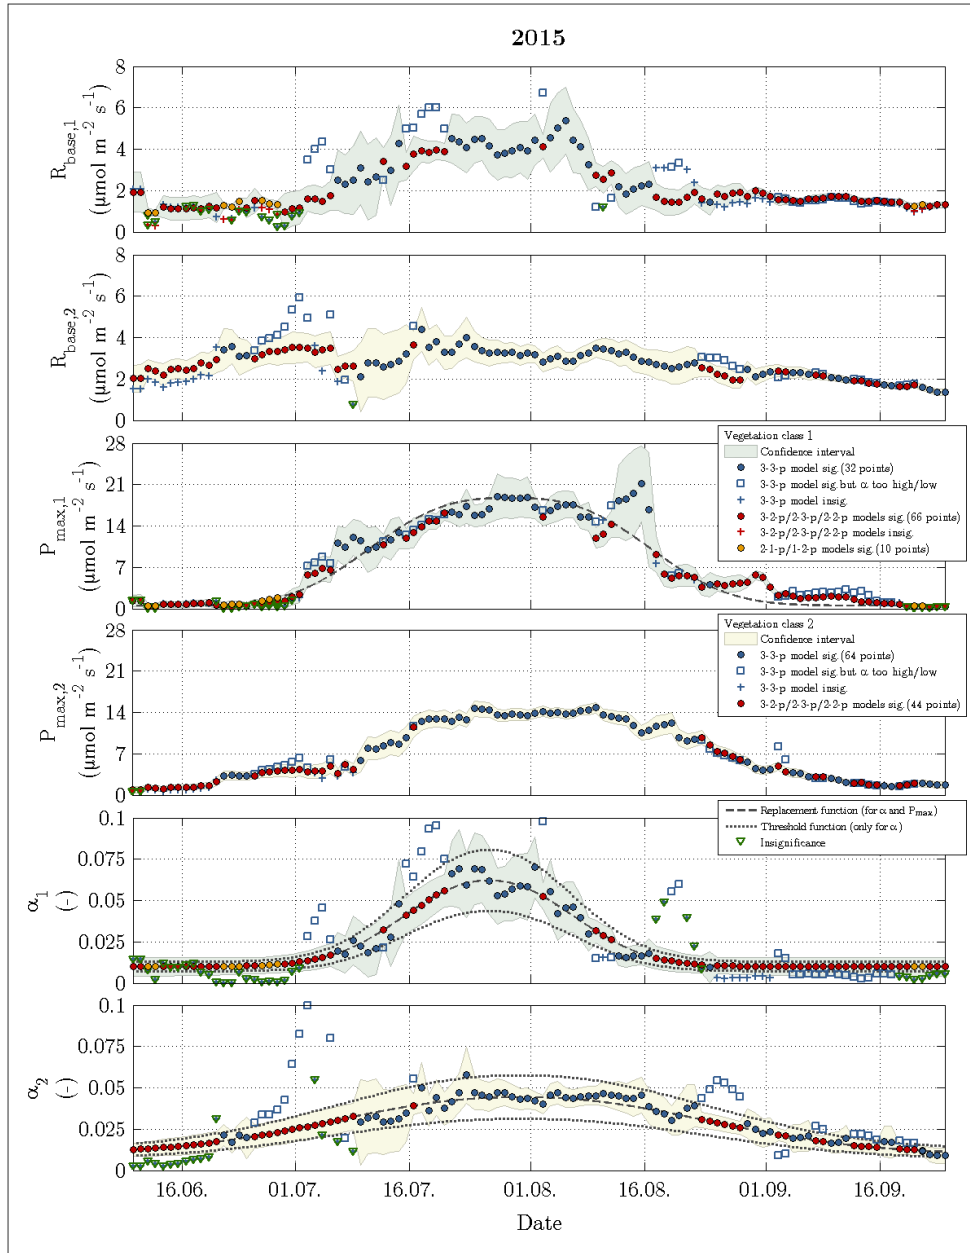 2015
R_base,1
(μmol m⁻² s⁻¹)
8
6
4
2
0
R_base,2
(μmol m⁻² s⁻¹)
8
6
4
2
0
P_max,1
(μmol m⁻² s⁻¹)
28
21
14
7
0
Vegetation class 1
Confidence interval
3-3-p model sig. (32 points)
3-3-p model sig. but α too high/low
3-3-p model insig.
3-2-p/2-3-p/2-2-p models sig. (66 points)
3-2-p/2-3-p/2-2-p models insig.
2-1-p/1-2-p models sig. (10 points)
P_max,2
(μmol m⁻² s⁻¹)
28
21
14
7
0
Vegetation class 2
Confidence interval
3-3-p model sig. (64 points)
3-3-p model sig. but α too high/low
3-3-p model insig.
3-2-p/2-3-p/2-2-p models sig. (44 points)
α₁
(-)
0.1
0.075
0.05
0.025
0
Replacement function (for α and P_max)
Threshold function (only for α)
Insignificance
α₂
(-)
0.1
0.075
0.05
0.025
0
16.06. 01.07. 16.07. 01.08. 16.08. 01.09. 16.09.
Date